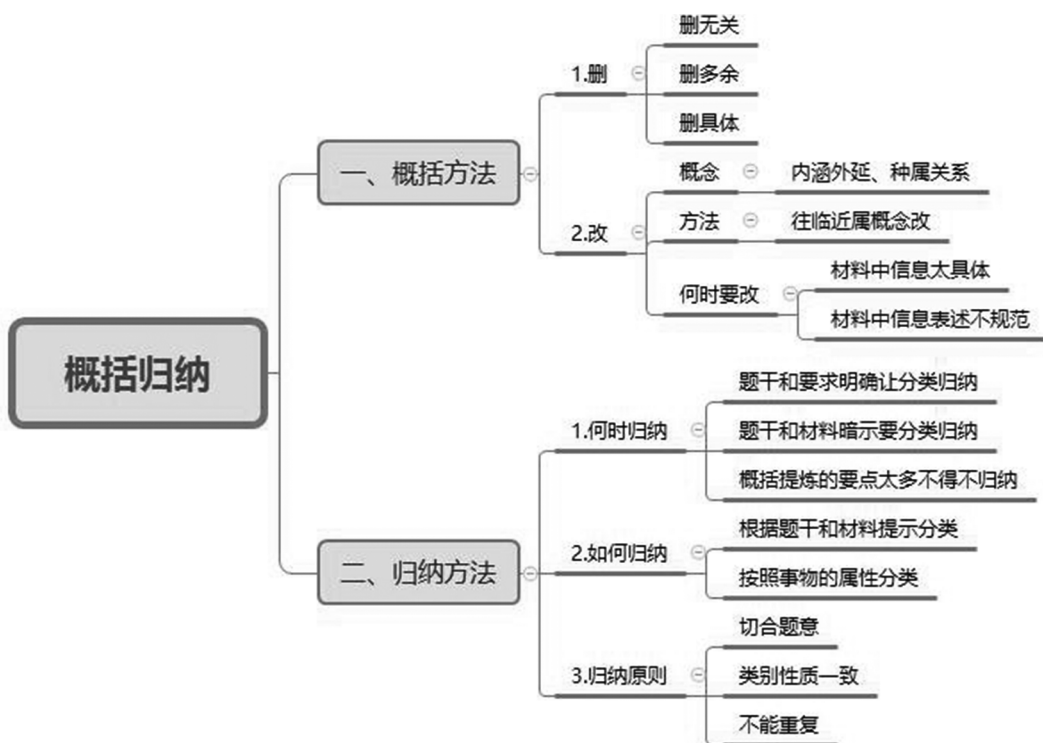 概括归纳
一、概括方法
1.删
删无关
删多余
删具体
2.改
概念
内涵外延、种属关系
方法
往临近属概念改
何时要改
材料中信息太具体
材料中信息表述不规范
二、归纳方法
1.何时归纳
题干和要求明确让分类归纳
题干和材料暗示要分类归纳
概括提炼的要点太多不得不归纳
2.如何归纳
根据题干和材料提示分类
按照事物的属性分类
3.归纳原则
切合题意
类别性质一致
不能重复